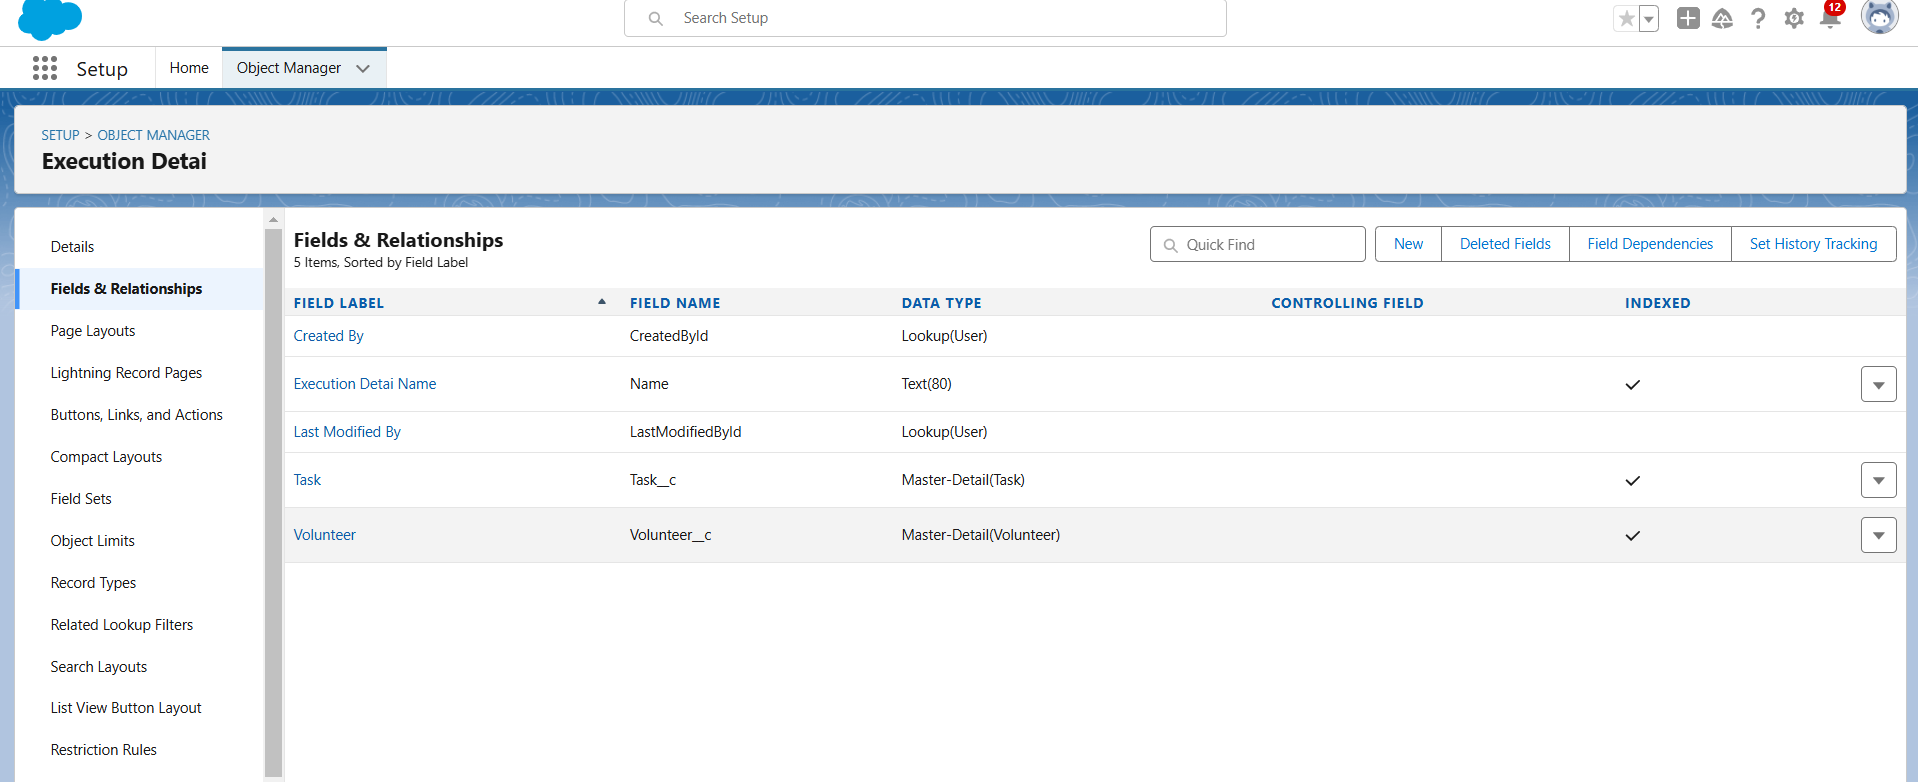 Search Setup
12
Setup
Home
Object Manager
SETUP > OBJECT MANAGER
Execution Detai
Details
Fields & Relationships
Page Layouts
Lightning Record Pages
Buttons, Links, and Actions
Compact Layouts
Field Sets
Object Limits
Record Types
Related Lookup Filters
Search Layouts
List View Button Layout
Restriction Rules
Fields & Relationships
5 Items, Sorted by Field Label
Quick Find
New
Deleted Fields
Field Dependencies
Set History Tracking
FIELD LABEL FIELD NAME DATA TYPE CONTROLLING FIELD INDEXED
Created By CreatedById Lookup(User)
Execution Detai Name Name Text(80)
Last Modified By LastModifiedById Lookup(User)
Task Task__c Master-Detail(Task)
Volunteer Volunteer__c Master-Detail(Volunteer)